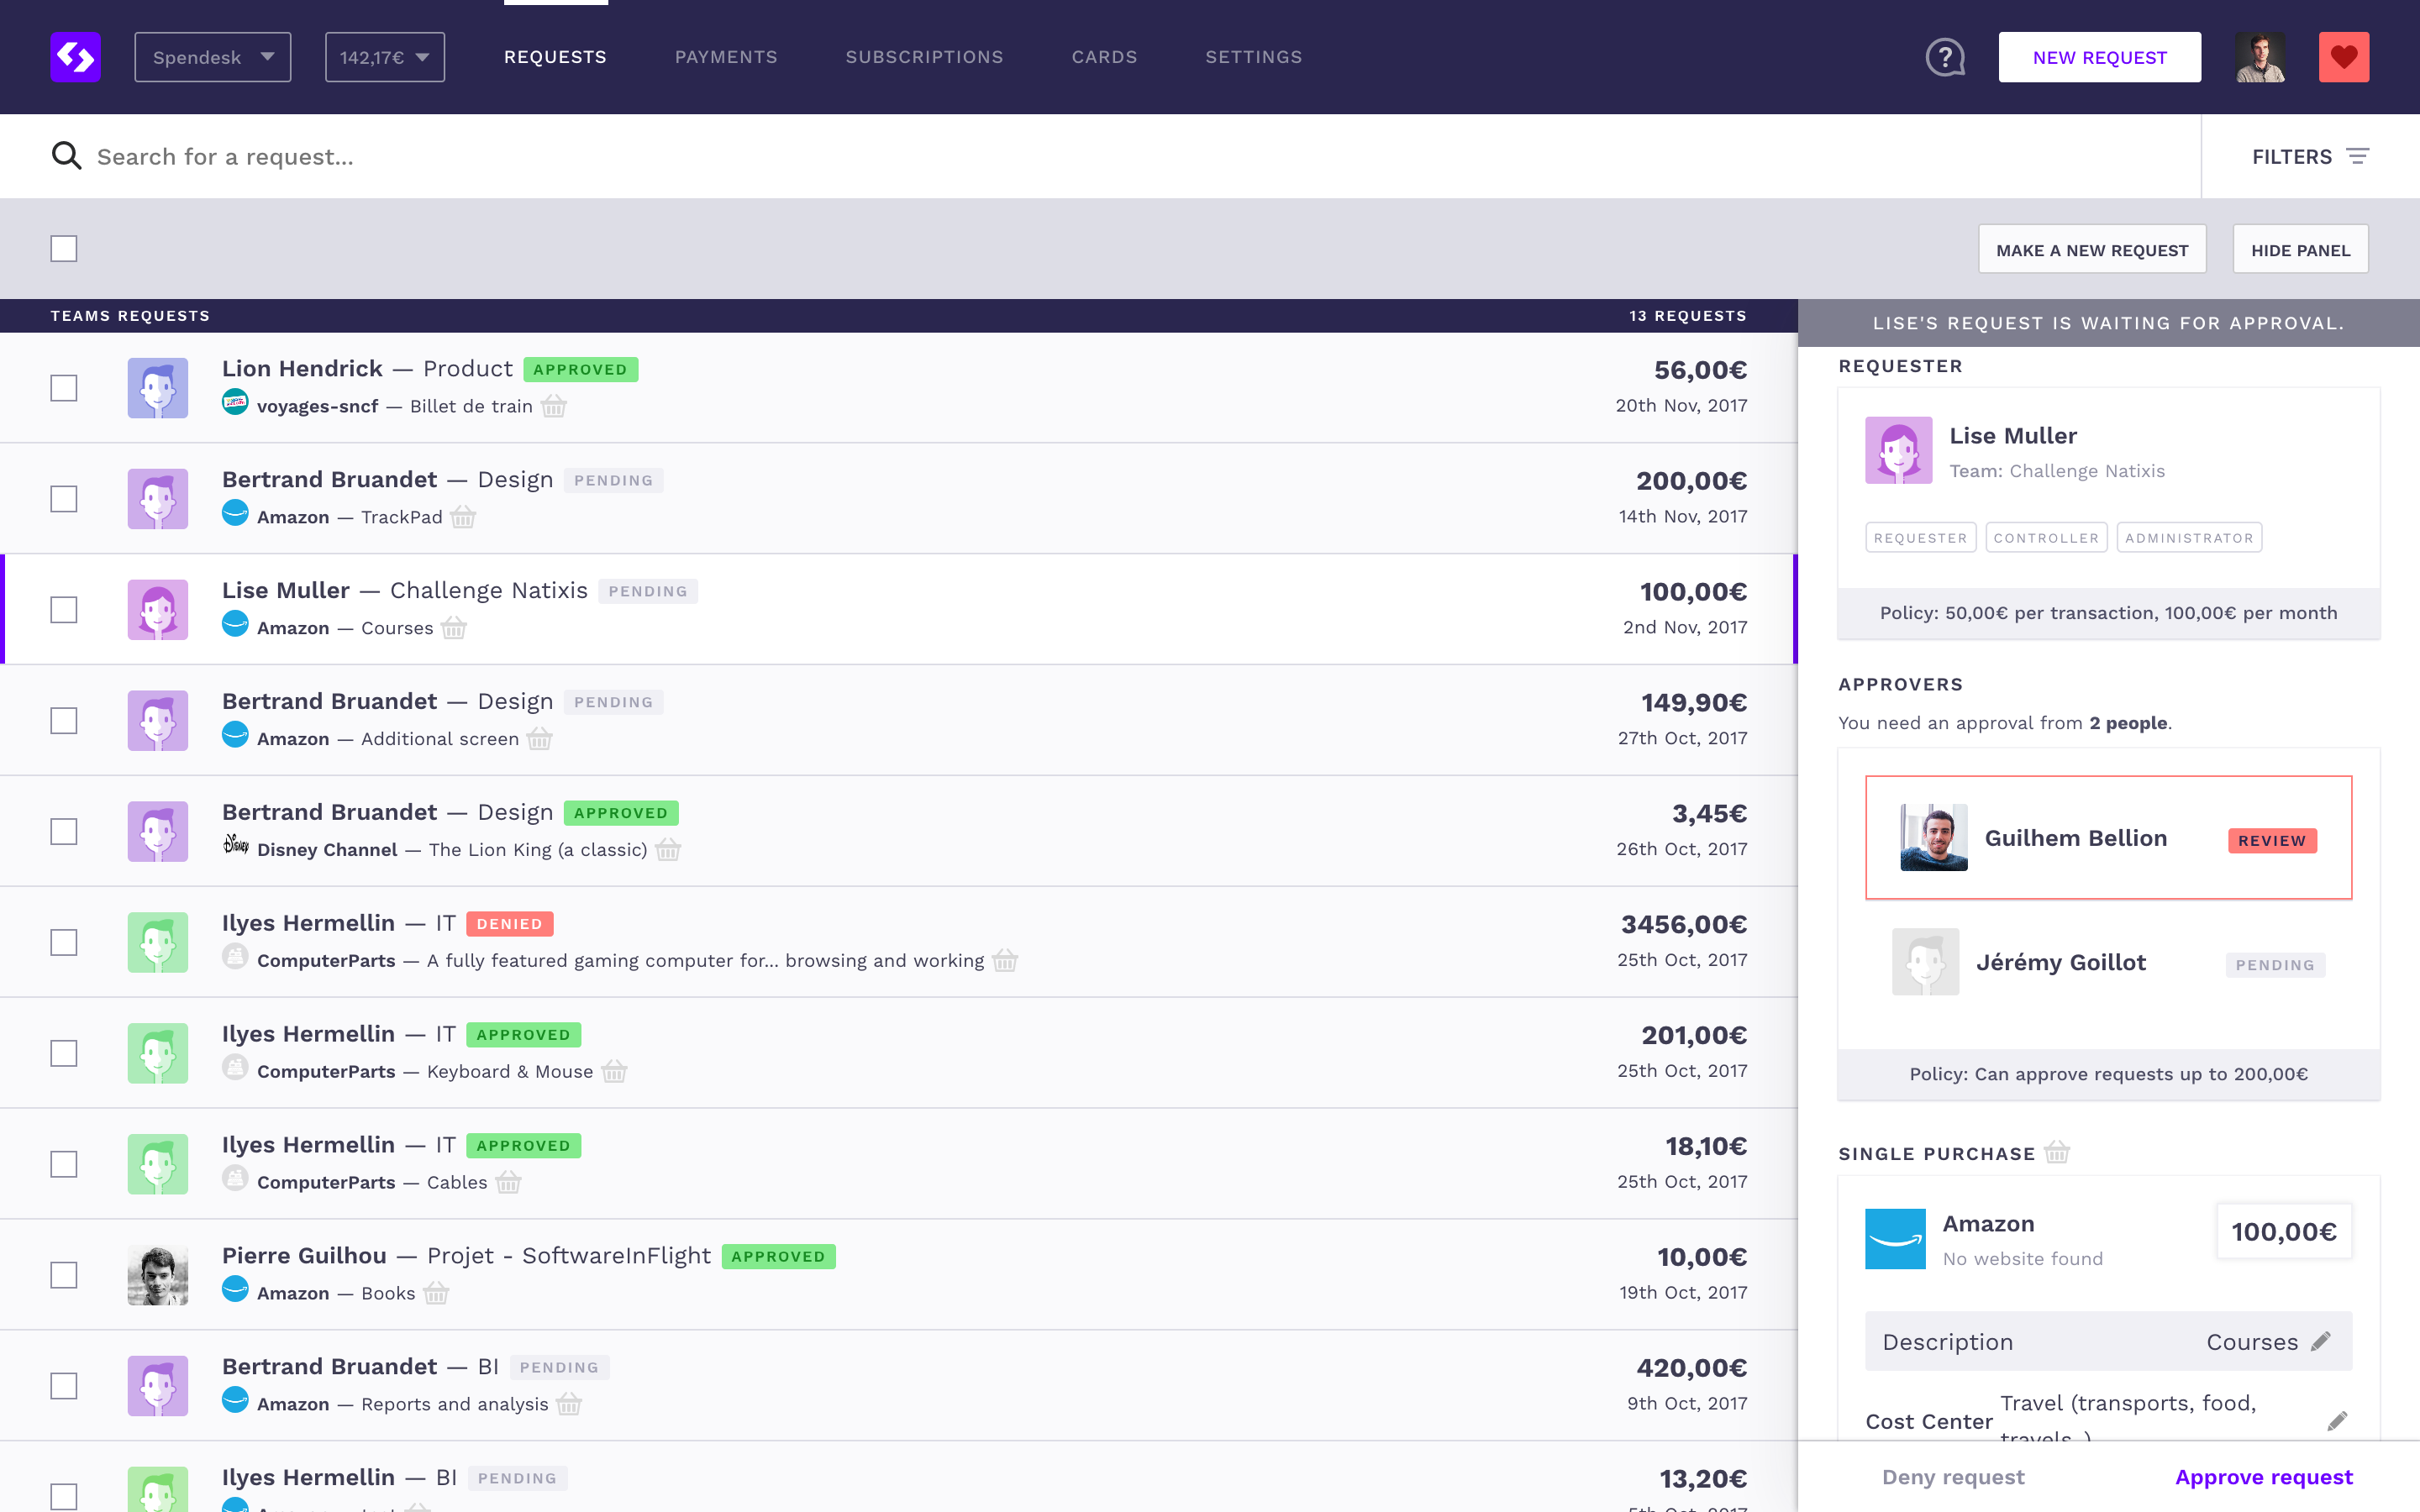 Spendesk
142,17€
REQUESTS
PAYMENTS
SUBSCRIPTIONS
CARDS
SETTINGS
?
NEW REQUEST
Search for a request...
FILTERS
MAKE A NEW REQUEST
HIDE PANEL
TEAMS REQUESTS
13 REQUESTS
Lion Hendrick — Product APPROVED
56,00€
voyages-sncf — Billet de train
20th Nov, 2017
Bertrand Bruandet — Design PENDING
200,00€
Amazon — TrackPad
14th Nov, 2017
Lise Muller — Challenge Natixis PENDING
100,00€
Amazon — Courses
2nd Nov, 2017
Bertrand Bruandet — Design PENDING
149,90€
Amazon — Additional screen
27th Oct, 2017
Bertrand Bruandet — Design APPROVED
3,45€
Disney Channel — The Lion King (a classic)
26th Oct, 2017
Ilyes Hermellin — IT DENIED
3456,00€
ComputerParts — A fully featured gaming computer for... browsing and working
25th Oct, 2017
Ilyes Hermellin — IT APPROVED
201,00€
ComputerParts — Keyboard & Mouse
25th Oct, 2017
Ilyes Hermellin — IT APPROVED
18,10€
ComputerParts — Cables
25th Oct, 2017
Pierre Guilhou — Projet - SoftwareInFlight APPROVED
10,00€
Amazon — Books
19th Oct, 2017
Bertrand Bruandet — BI PENDING
420,00€
Amazon — Reports and analysis
9th Oct, 2017
Ilyes Hermellin — BI PENDING
13,20€
LISE'S REQUEST IS WAITING FOR APPROVAL.
REQUESTER
Lise Muller
Team: Challenge Natixis
REQUESTER
CONTROLLER
ADMINISTRATOR
Policy: 50,00€ per transaction, 100,00€ per month
APPROVERS
You need an approval from 2 people.
Guilhem Bellion
REVIEW
Jérémy Goillot
PENDING
Policy: Can approve requests up to 200,00€
SINGLE PURCHASE
Amazon
100,00€
No website found
Description
Courses
Cost Center
Travel (transports, food,
Deny request
Approve request